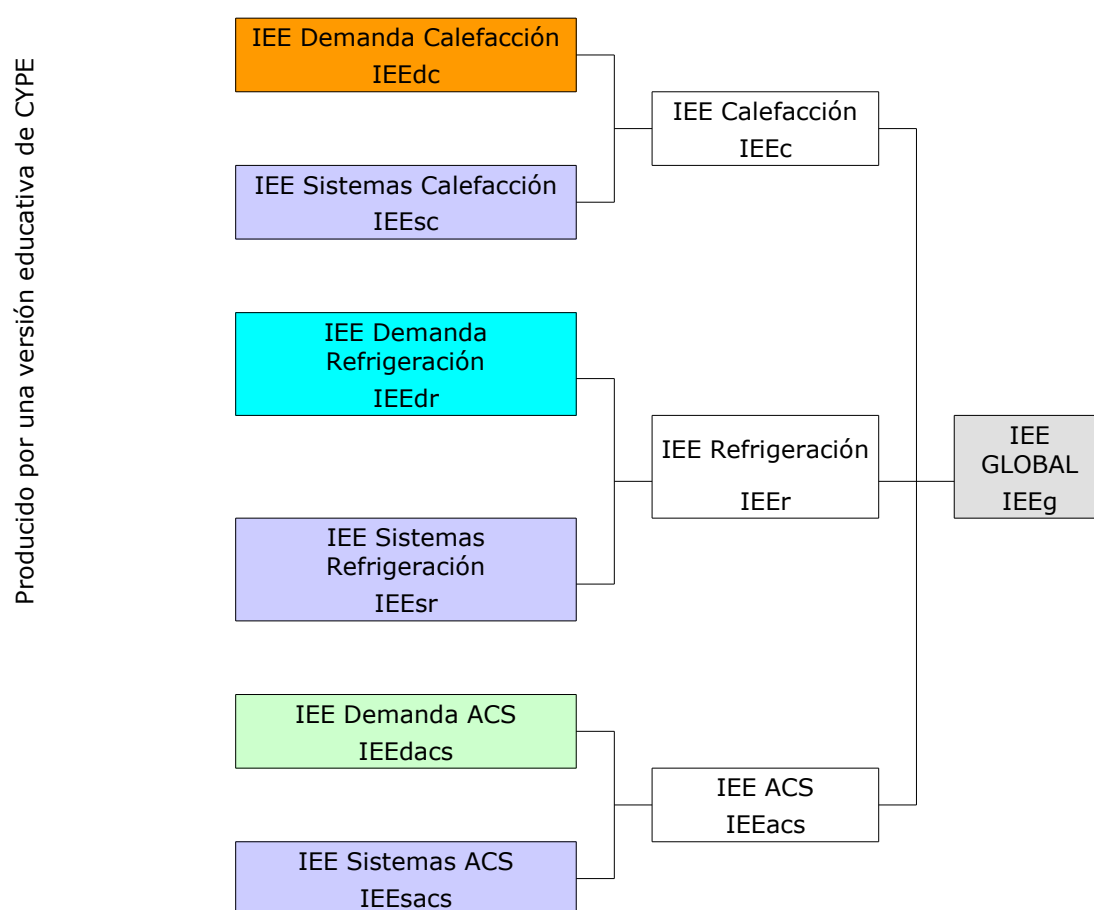 Producido por una versión educativa de CYPE
IEE Demanda Calefacción
IEEdc
IEE Sistemas Calefacción
IEEsc
IEE Calefacción
IEEc
IEE Demanda
Refrigeración
IEEdr
IEE Sistemas
Refrigeración
IEEsr
IEE Refrigeración
IEEr
IEE Demanda ACS
IEEdacs
IEE Sistemas ACS
IEEsacs
IEE ACS
IEEacs
IEE
GLOBAL
IEEg